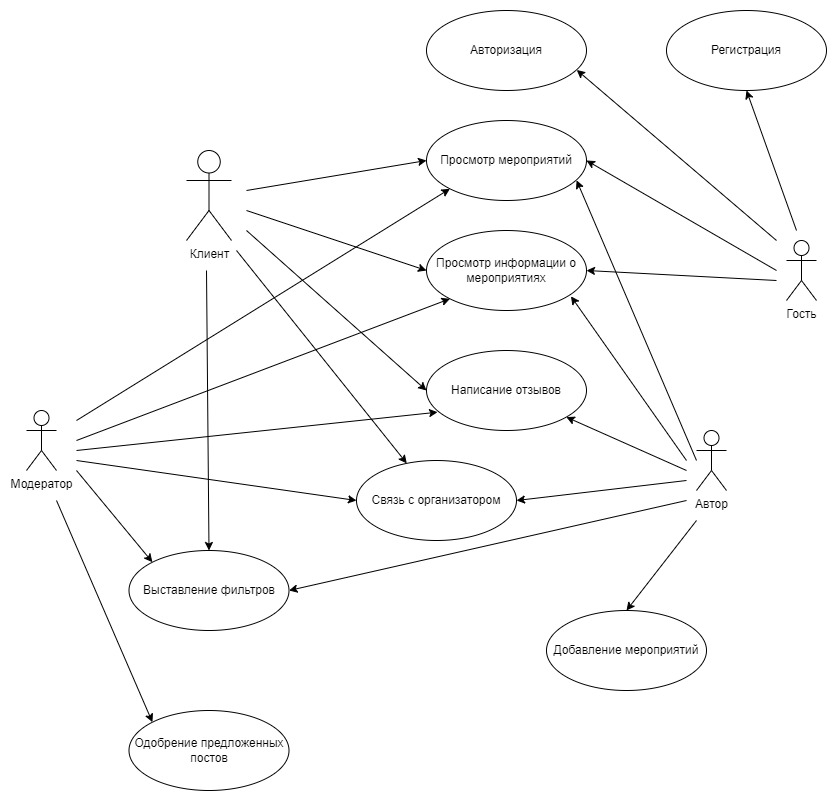 Авторизация
Регистрация
Просмотр мероприятий
Клиент
Просмотр информации о
мероприятиях
Гость
Написание отзывов
Модератор
Связь с организатором
Автор
Выставление фильтров
Добавление мероприятий
Одобрение предложенных
постов